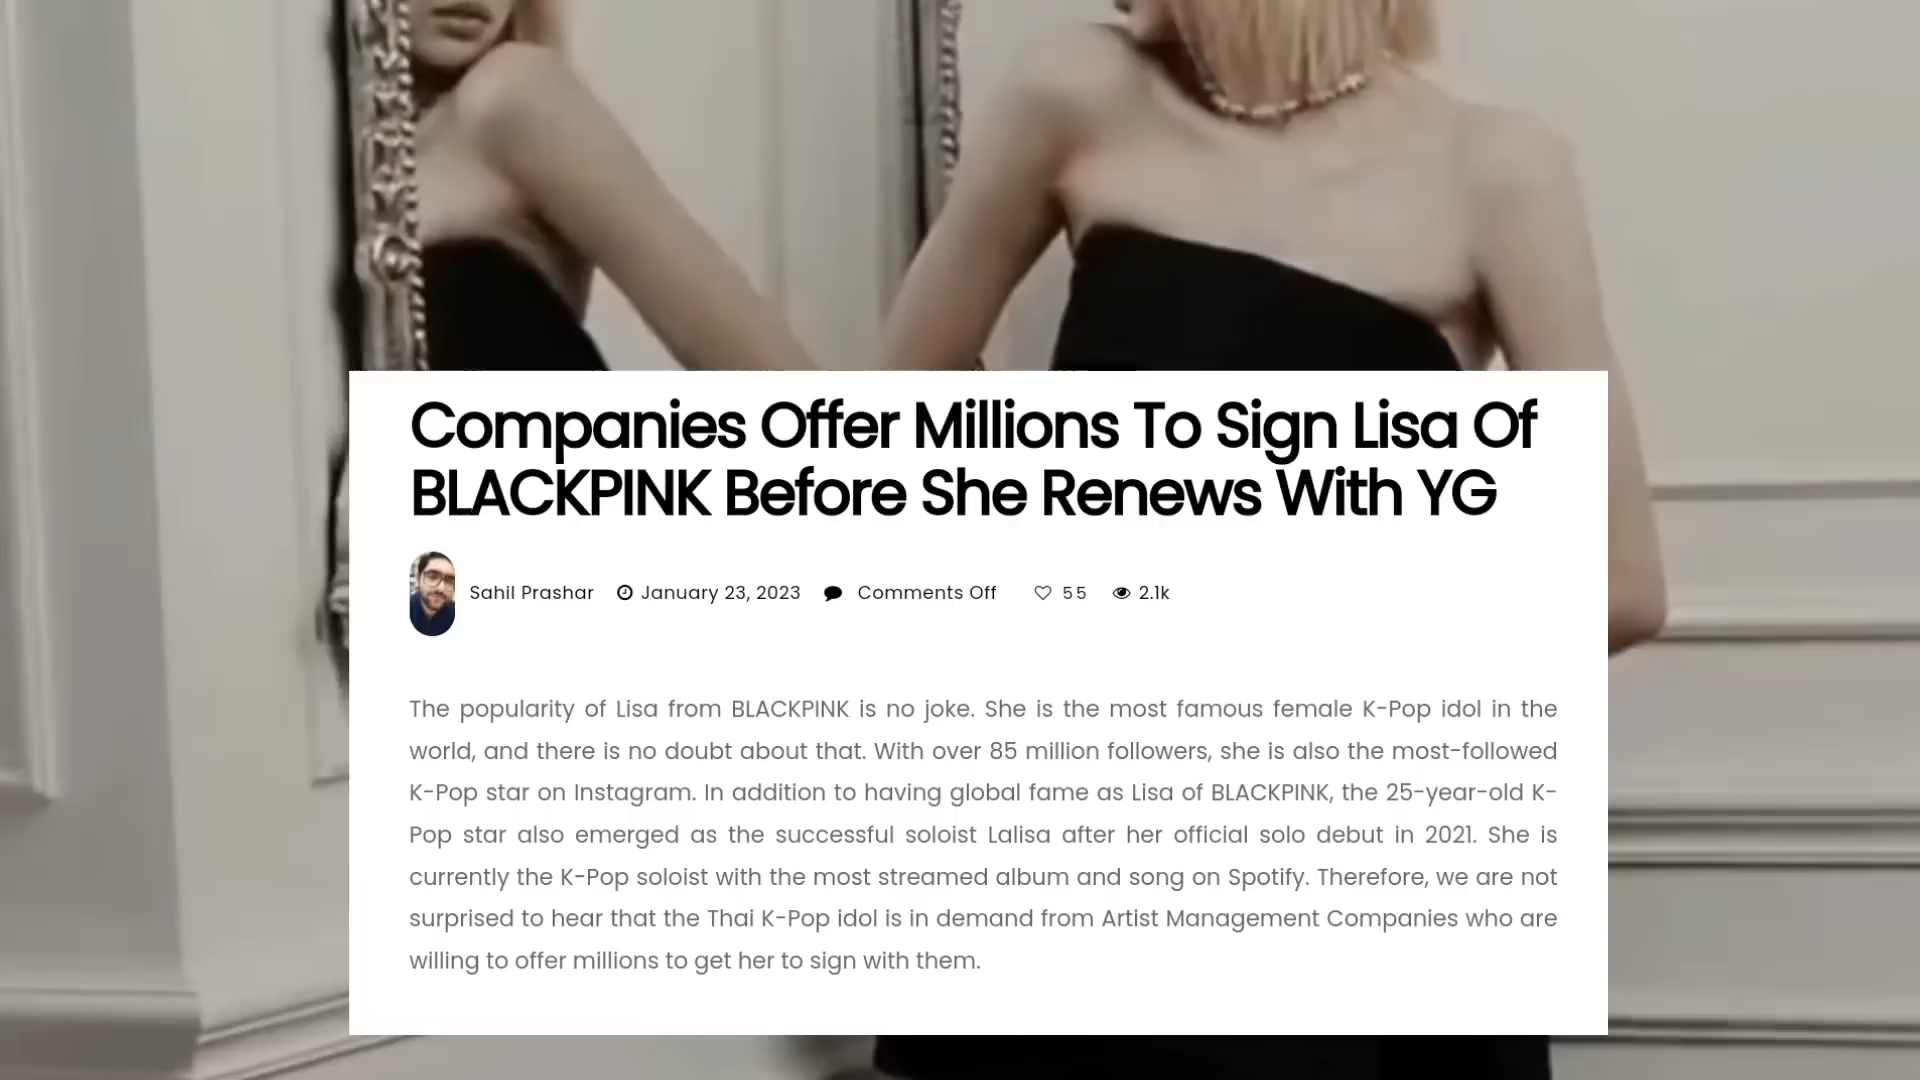 Companies Offer Millions To Sign Lisa Of
BLACKPINK Before She Renews With YG
Sahil Prashar January 23, 2023 Comments Off 55 2.1k
The popularity of Lisa from BLACKPINK is no joke. She is the most famous female K-Pop idol in the
world, and there is no doubt about that. With over 85 million followers, she is also the most-followed
K-Pop star on Instagram. In addition to having global fame as Lisa of BLACKPINK, the 25-year-old K-
Pop star also emerged as the successful soloist Lalisa after her official solo debut in 2021. She is
currently the K-Pop soloist with the most streamed album and song on Spotify. Therefore, we are not
surprised to hear that the Thai K-Pop idol is in demand from Artist Management Companies who are
willing to offer millions to get her to sign with them.